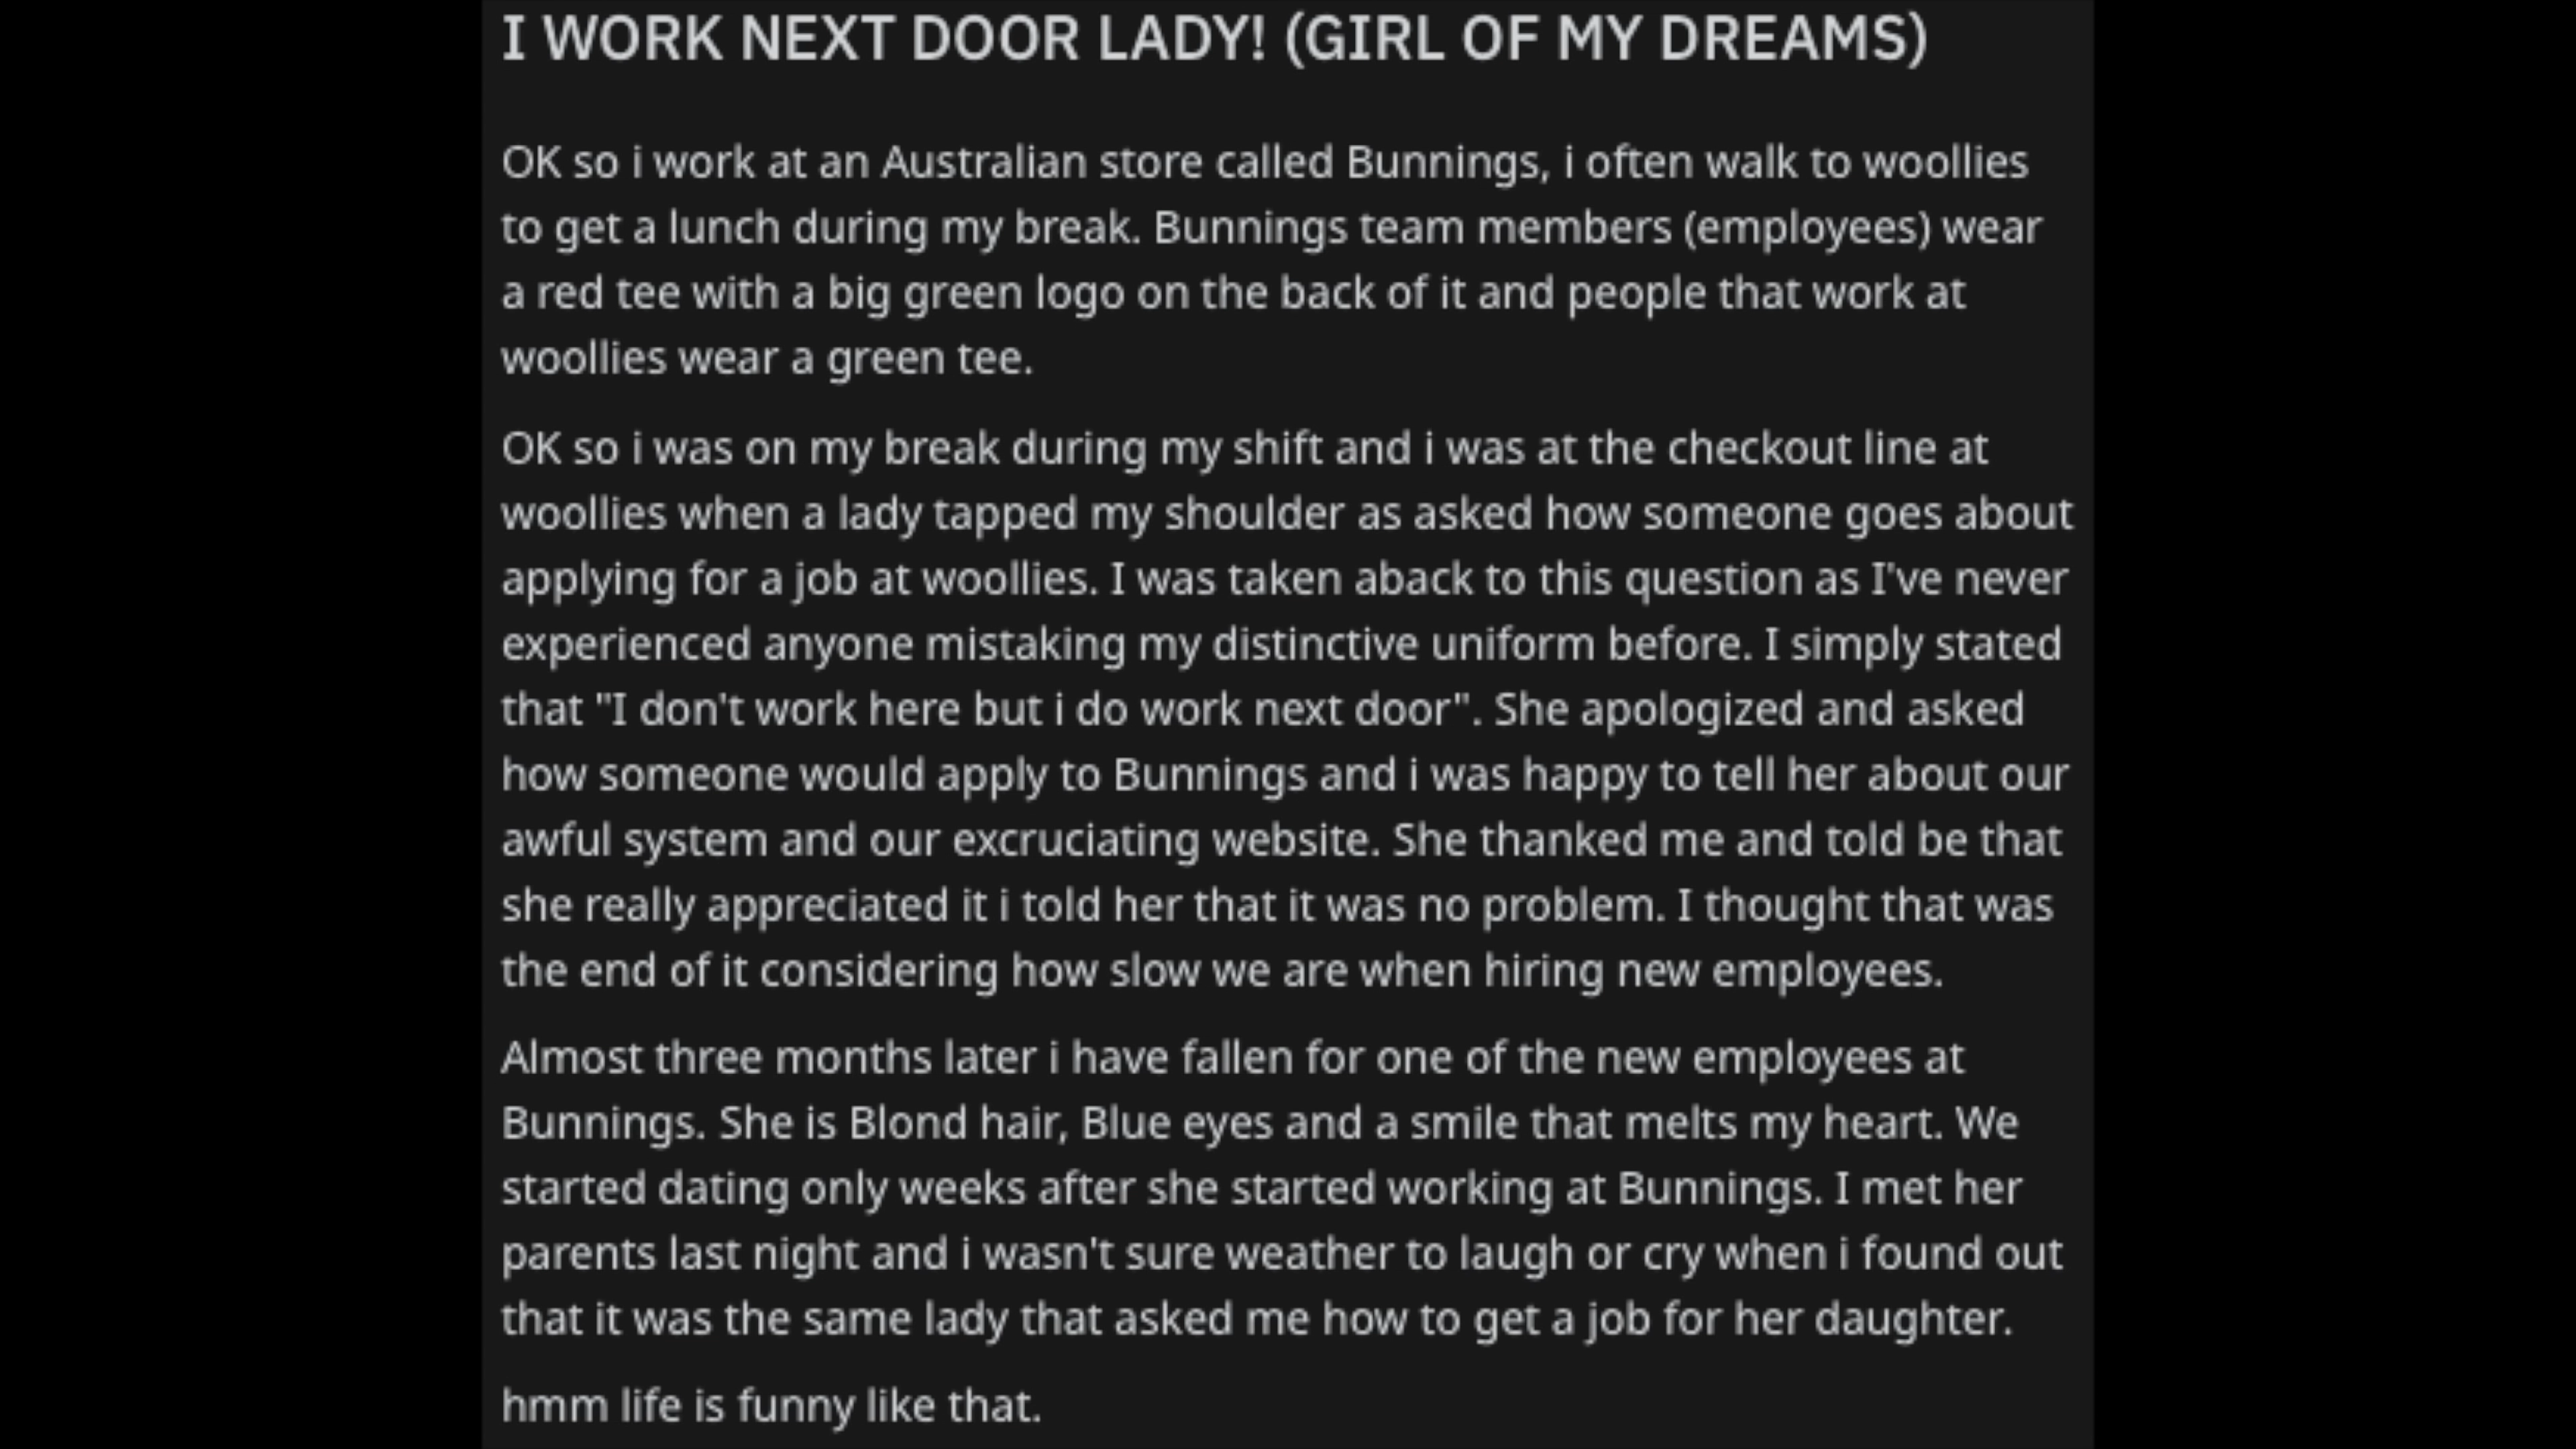 I WORK NEXT DOOR LADY! (GIRL OF MY DREAMS)
OK so i work at an Australian store called Bunnings, i often walk to woollies
to get a lunch during my break. Bunnings team members (employees) wear
a red tee with a big green logo on the back of it and people that work at
woollies wear a green tee.
OK so i was on my break during my shift and i was at the checkout line at
woollies when a lady tapped my shoulder as asked how someone goes about
applying for a job at woollies. I was taken aback to this question as I've never
experienced anyone mistaking my distinctive uniform before. I simply stated
that "I don't work here but i do work next door". She apologized and asked
how someone would apply to Bunnings and i was happy to tell her about our
awful system and our excruciating website. She thanked me and told be that
she really appreciated it i told her that it was no problem. I thought that was
the end of it considering how slow we are when hiring new employees.
Almost three months later i have fallen for one of the new employees at
Bunnings. She is Blond hair, Blue eyes and a smile that melts my heart. We
started dating only weeks after she started working at Bunnings. I met her
parents last night and i wasn't sure weather to laugh or cry when i found out
that it was the same lady that asked me how to get a job for her daughter.
hmm life is funny like that.